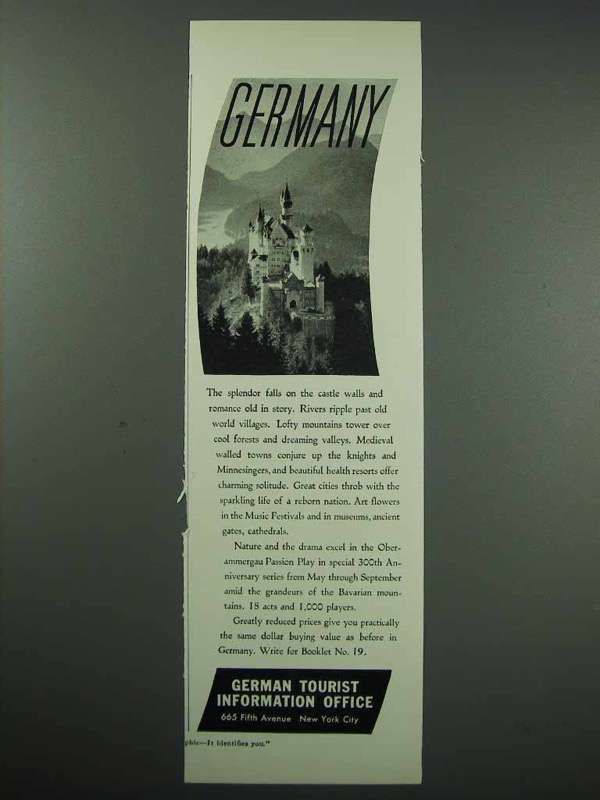 GERMANY
The splendor falls on the castle walls and
romance old in story. Rivers ripple past old
world villages. Lofty mountains tower over
cool forests and dreaming valleys. Medieval
walled towns conjure up the knights and
Minnesingers, and beautiful health resorts offer
charming solitude. Great cities throb with the
sparkling life of a reborn nation. Art flowers
in the Music Festivals and in museums, ancient
gates, cathedrals.
Nature and the drama excel in the Ober-
ammergau Passion Play in special 300th An-
niversary series from May through September
amid the grandeurs of the Bavarian moun-
tains. 18 acts and 1,000 players.
Greatly reduced prices give you practically
the same dollar buying value as before in
Germany. Write for Booklet No. 19.
GERMAN TOURIST
INFORMATION OFFICE
665 Fifth Avenue New York City
phic—It identifies you."